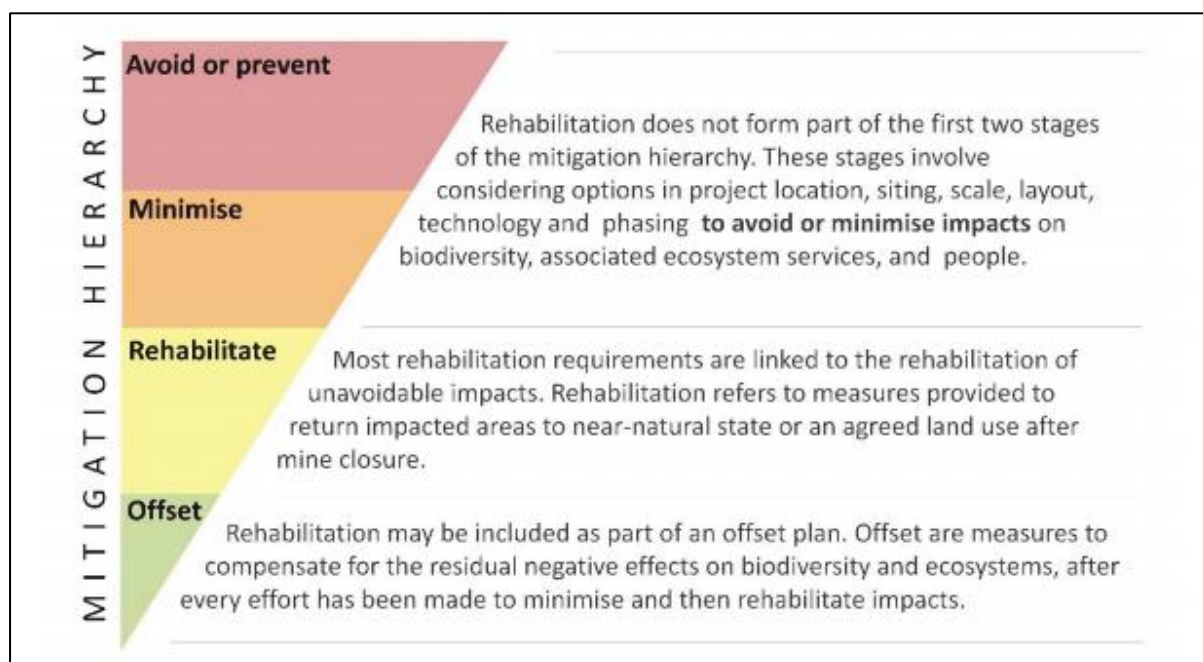 MITIGATION HIERARCHY
Avoid or prevent
Rehabilitation does not form part of the first two stages
of the mitigation hierarchy. These stages involve
considering options in project location, siting, scale, layout,
Minimise
technology and phasing to avoid or minimise impacts on
biodiversity, associated ecosystem services, and people.
Rehabilitate
Most rehabilitation requirements are linked to the rehabilitation of
unavoidable impacts. Rehabilitation refers to measures provided to
return impacted areas to near-natural state or an agreed land use after
mine closure.
Offset
Rehabilitation may be included as part of an offset plan. Offset are measures to
compensate for the residual negative effects on biodiversity and ecosystems, after
every effort has been made to minimise and then rehabilitate impacts.